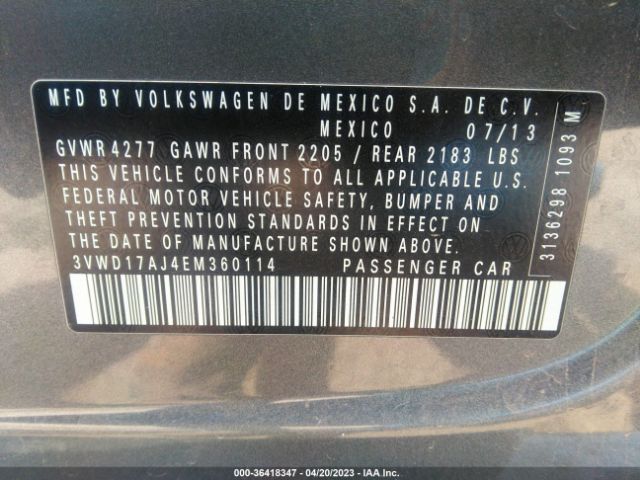 MFD BY VOLKSWAGEN DE MEXICO S.A. DE C.V.
MEXICO 07/13
GVWR 4277 GAWR FRONT 2205 / REAR 2183 LBS
THIS VEHICLE CONFORMS TO ALL APPLICABLE U.S.
FEDERAL MOTOR VEHICLE SAFETY, BUMPER AND
THEFT PREVENTION STANDARDS IN EFFECT ON
THE DATE OF MANUFACTURE SHOWN ABOVE.
3VWD17AJ4EM360114 PASSENGER CAR
3136298 1093 M
000-36418347 - 04/20/2023 - IAA Inc.